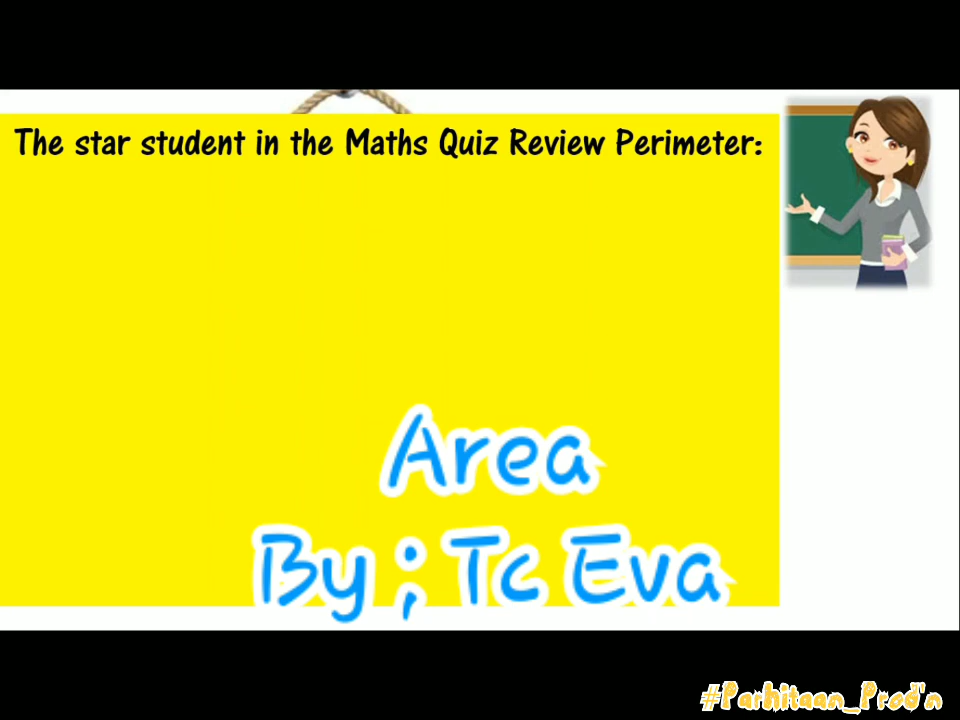 The star student in the Maths Quiz Review Perimeter:
Area
By ; Tc Eva
#Parhitaan_Prod'n